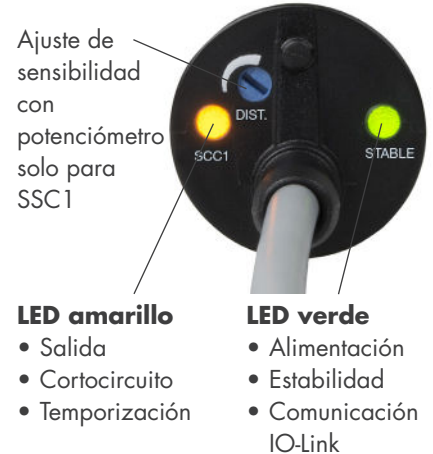 Ajuste de
sensibilidad
con
potenciómetro
solo para
SSC1
DIST.
SCC1
STABLE
LED amarillo
• Salida
• Cortocircuito
• Temporización
LED verde
• Alimentación
• Estabilidad
• Comunicación
IO-Link